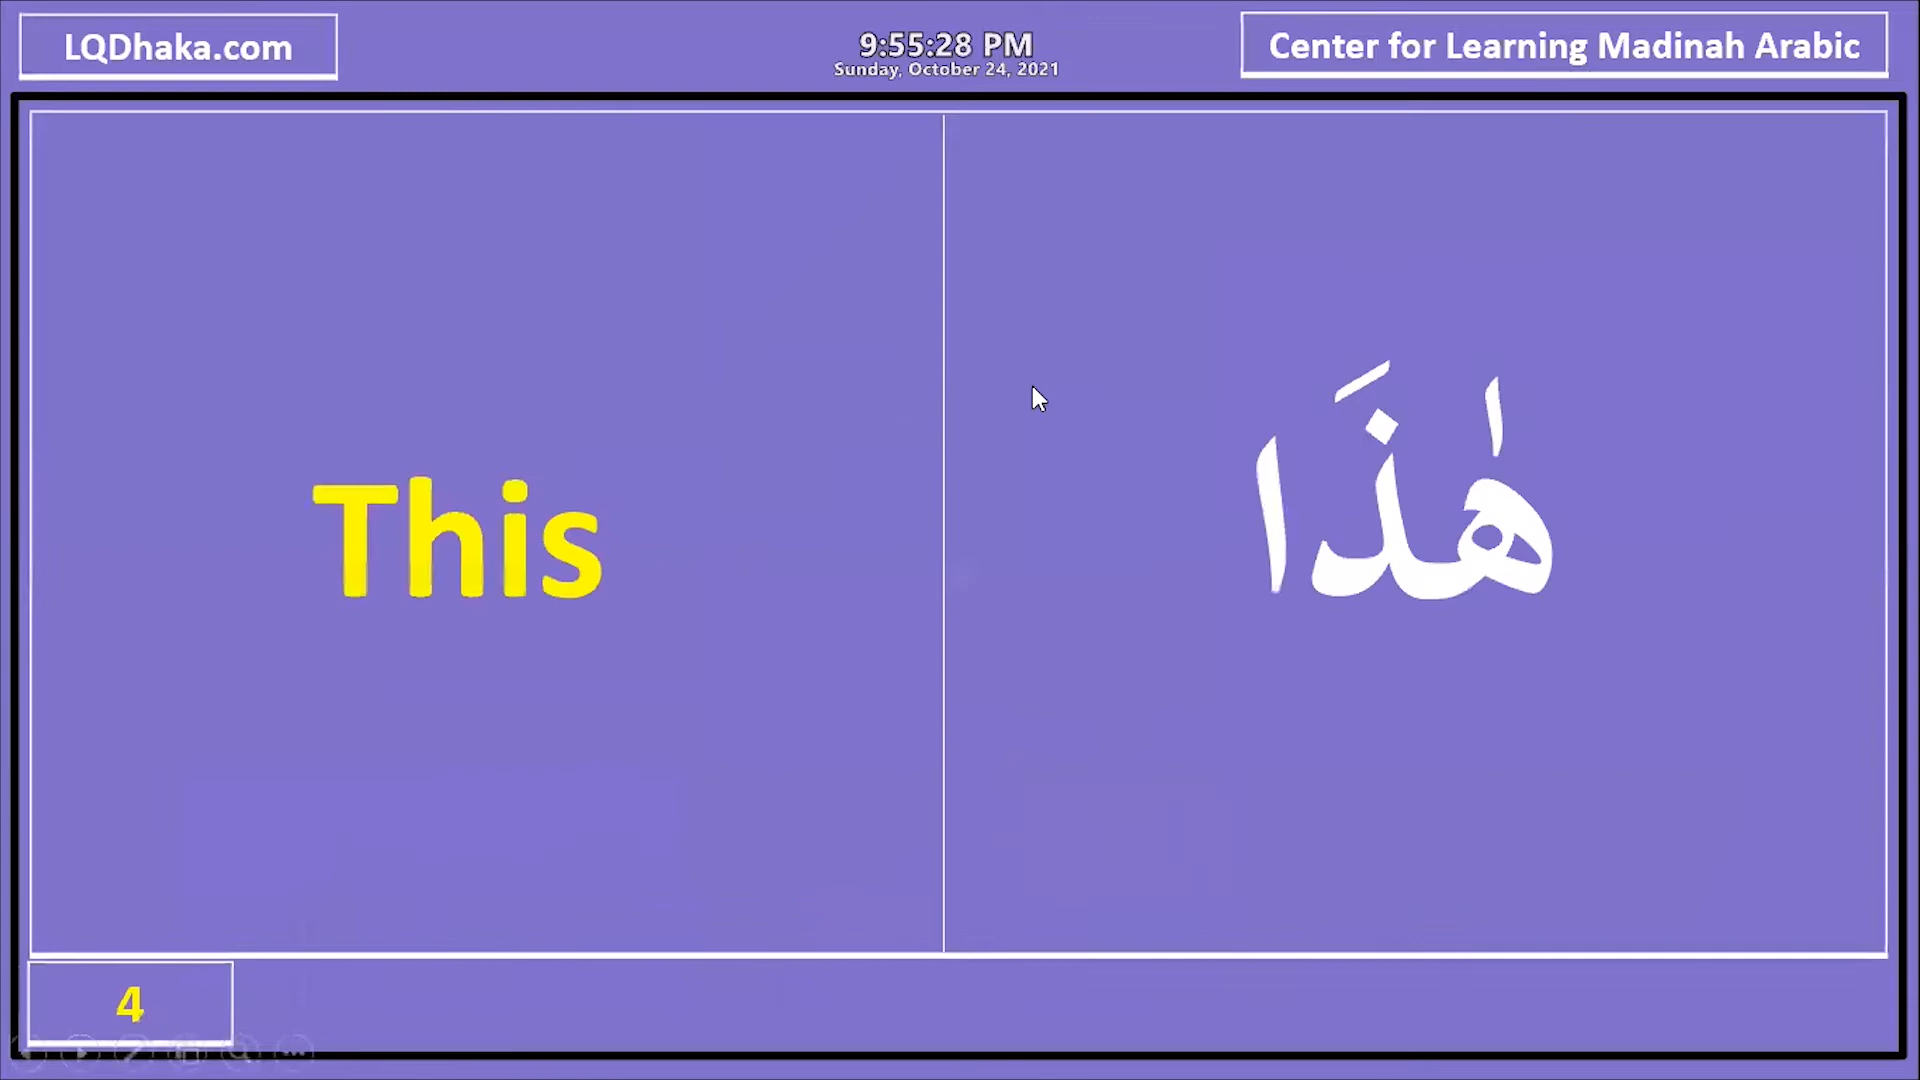 LQDhaka.com
9:55:28 PM
Sunday, October 24, 2021
Center for Learning Madinah Arabic
This
هٰذَا
4